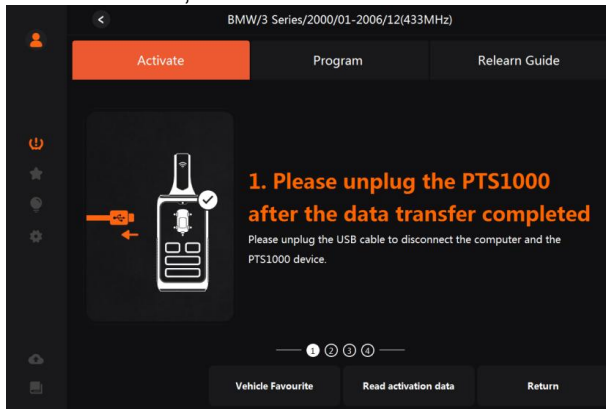 BMW/3 Series/2000/01-2006/12(433MHz)
Activate
Program
Relearn Guide
1. Please unplug the PTS1000
after the data transfer completed
Please unplug the USB cable to disconnect the computer and the
PTS1000 device.
1 2 3 4
Vehicle Favourite
Read activation data
Return